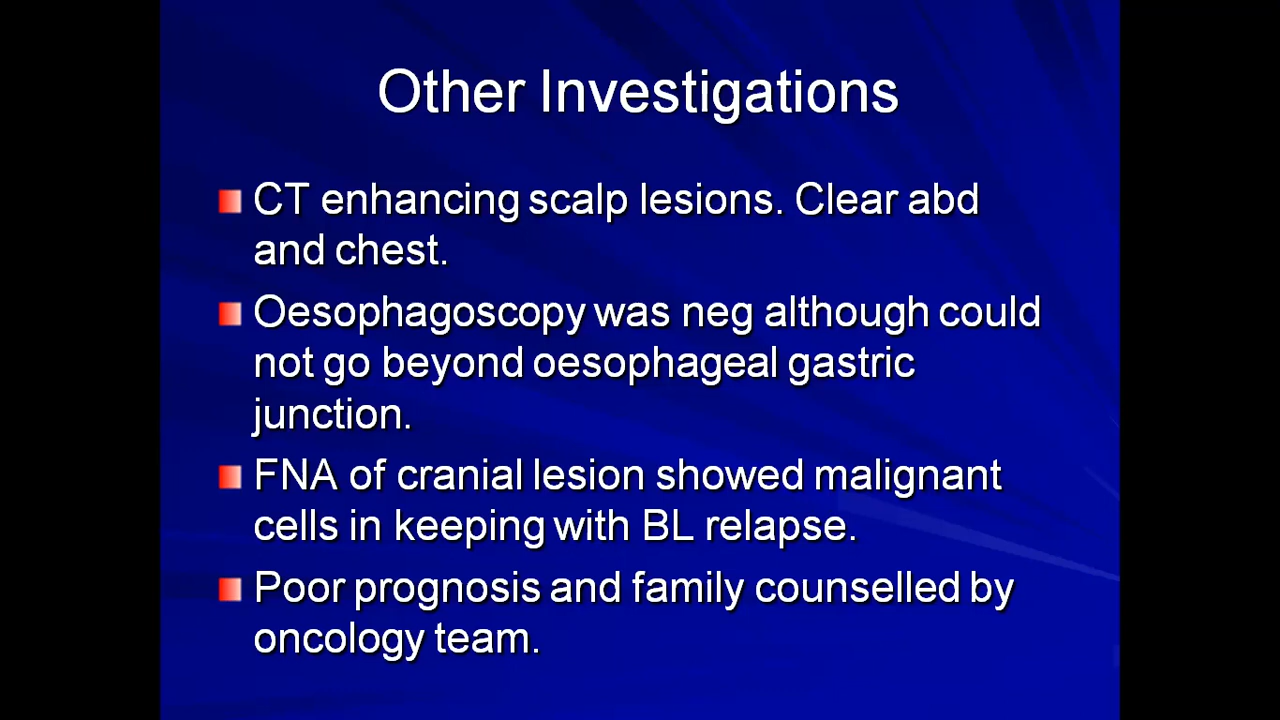 Other Investigations
CT enhancing scalp lesions. Clear abd
and chest.
Oesophagoscopy was neg although could
not go beyond oesophageal gastric
junction.
FNA of cranial lesion showed malignant
cells in keeping with BL relapse.
Poor prognosis and family counselled by
oncology team.